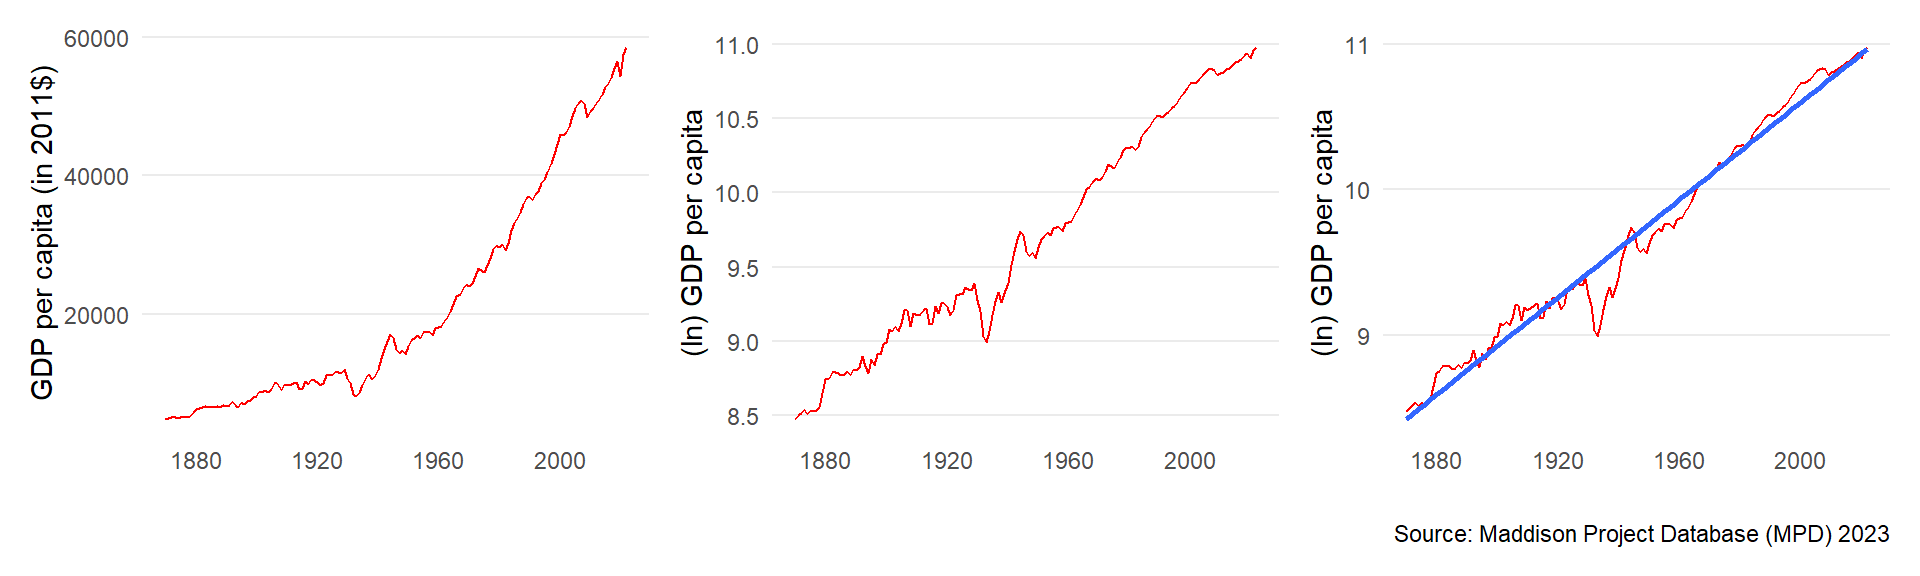 GDP per capita (in 2011$)
60000
40000
20000
1880 1920 1960 2000
(ln) GDP per capita
11.0
10.5
10.0
9.5
9.0
8.5
1880 1920 1960 2000
(ln) GDP per capita
11
10
9
1880 1920 1960 2000
Source: Maddison Project Database (MPD) 2023